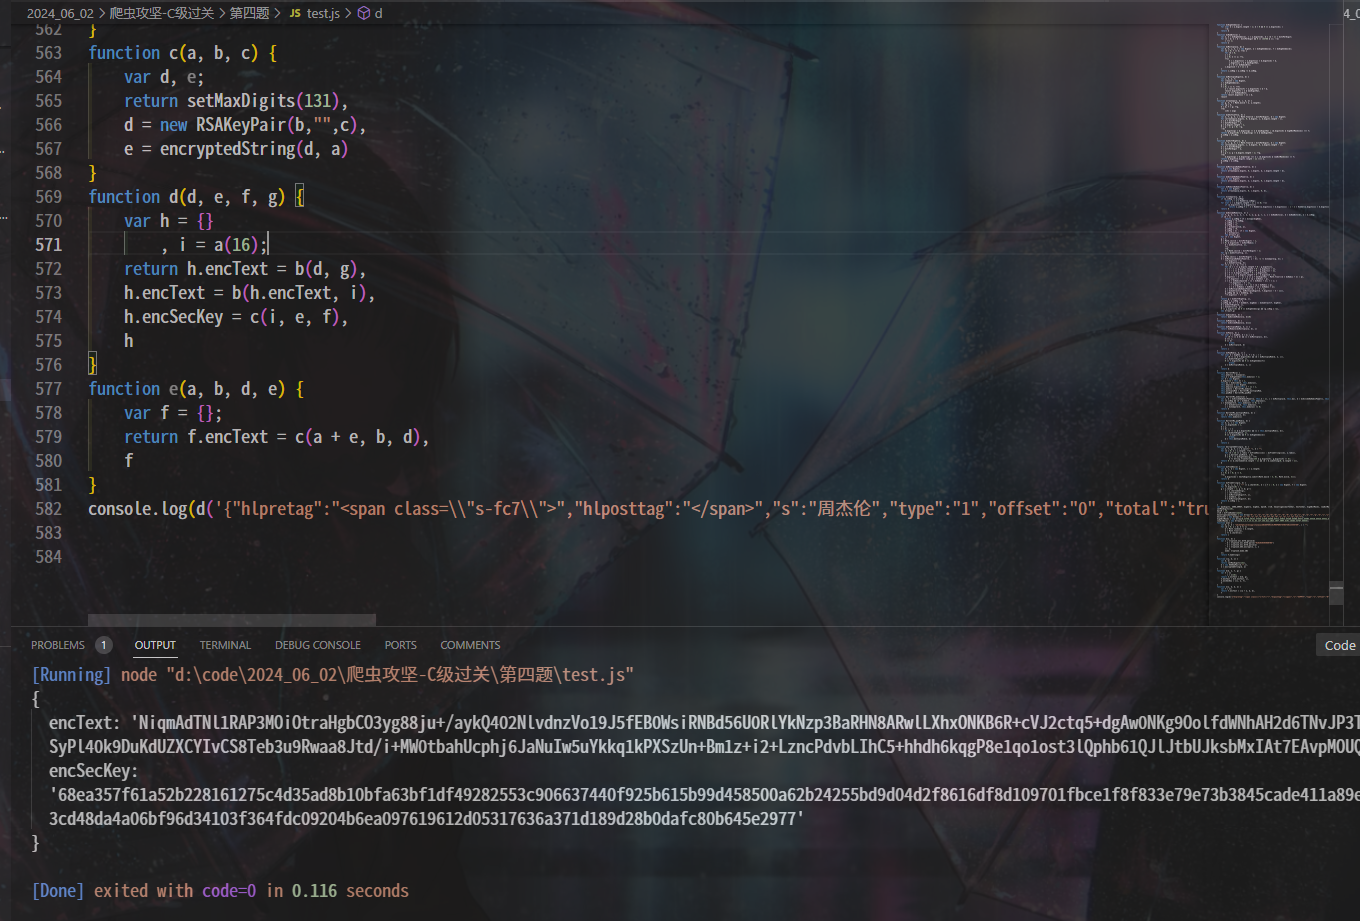 2024_06_02 > 爬虫攻坚-C级过关 > 第四题 > JS test.js > d
562 }
563 function c(a, b, c) {
564 var d, e;
565 return setMaxDigits(131),
566 d = new RSAKeyPair(b,"",c),
567 e = encryptedString(d, a)
568 }
569 function d(d, e, f, g) {
570 var h = {}
571 , i = a(16);
572 return h.encText = b(d, g),
573 h.encText = b(h.encText, i),
574 h.encSecKey = c(i, e, f),
575 h
576 }
577 function e(a, b, d, e) {
578 var f = {};
579 return f.encText = c(a + e, b, d),
580 f
581 }
582 console.log(d('{"hlpretag":"<span class=\\"s-fc7\\">","hlposttag":"</span>","s":"周杰伦","type":"1","offset":"0","total":"tru
583
584
PROBLEMS 1 OUTPUT TERMINAL DEBUG CONSOLE PORTS COMMENTS
Code
[Running] node "d:\code\2024_06_02\爬虫攻坚-C级过关\第四题\test.js"
{
encText: 'NiqmAdTNl1RAP3MOiOtraHgbCO3yg88ju+/aykQ4O2NlvdnzVo19J5fEBOWsiRNBd56UORlYkNzp3BaRHN8ARwlLXhxONKB6R+cVJ2ctq5+dgAwONKg9OolfdWNhAH2d6TNvJP3T
SyPl4Ok9DuKdUZXCYIvCS8Teb3u9Rwaa8Jtd/i+MWOtbahUcphj6JaNuIw5uYkkq1kPXSzUn+Bm1z+i2+LzncPdvbLIhC5+hhdh6kqgP8e1qo1ost3lQphb61QJlJtbUJksbMxIAt7EAvpMOUQ
encSecKey:
'68ea357f61a52b228161275c4d35ad8b10bfa63bf1df49282553c906637440f925b615b99d458500a62b24255bd9d04d2f8616df8d109701fbce1f8f833e79e73b3845cade411a89e
3cd48da4a06bf96d34103f364fdc09204b6ea097619612d05317636a371d189d28b0dafc80b645e2977'
}
[Done] exited with code=0 in 0.116 seconds